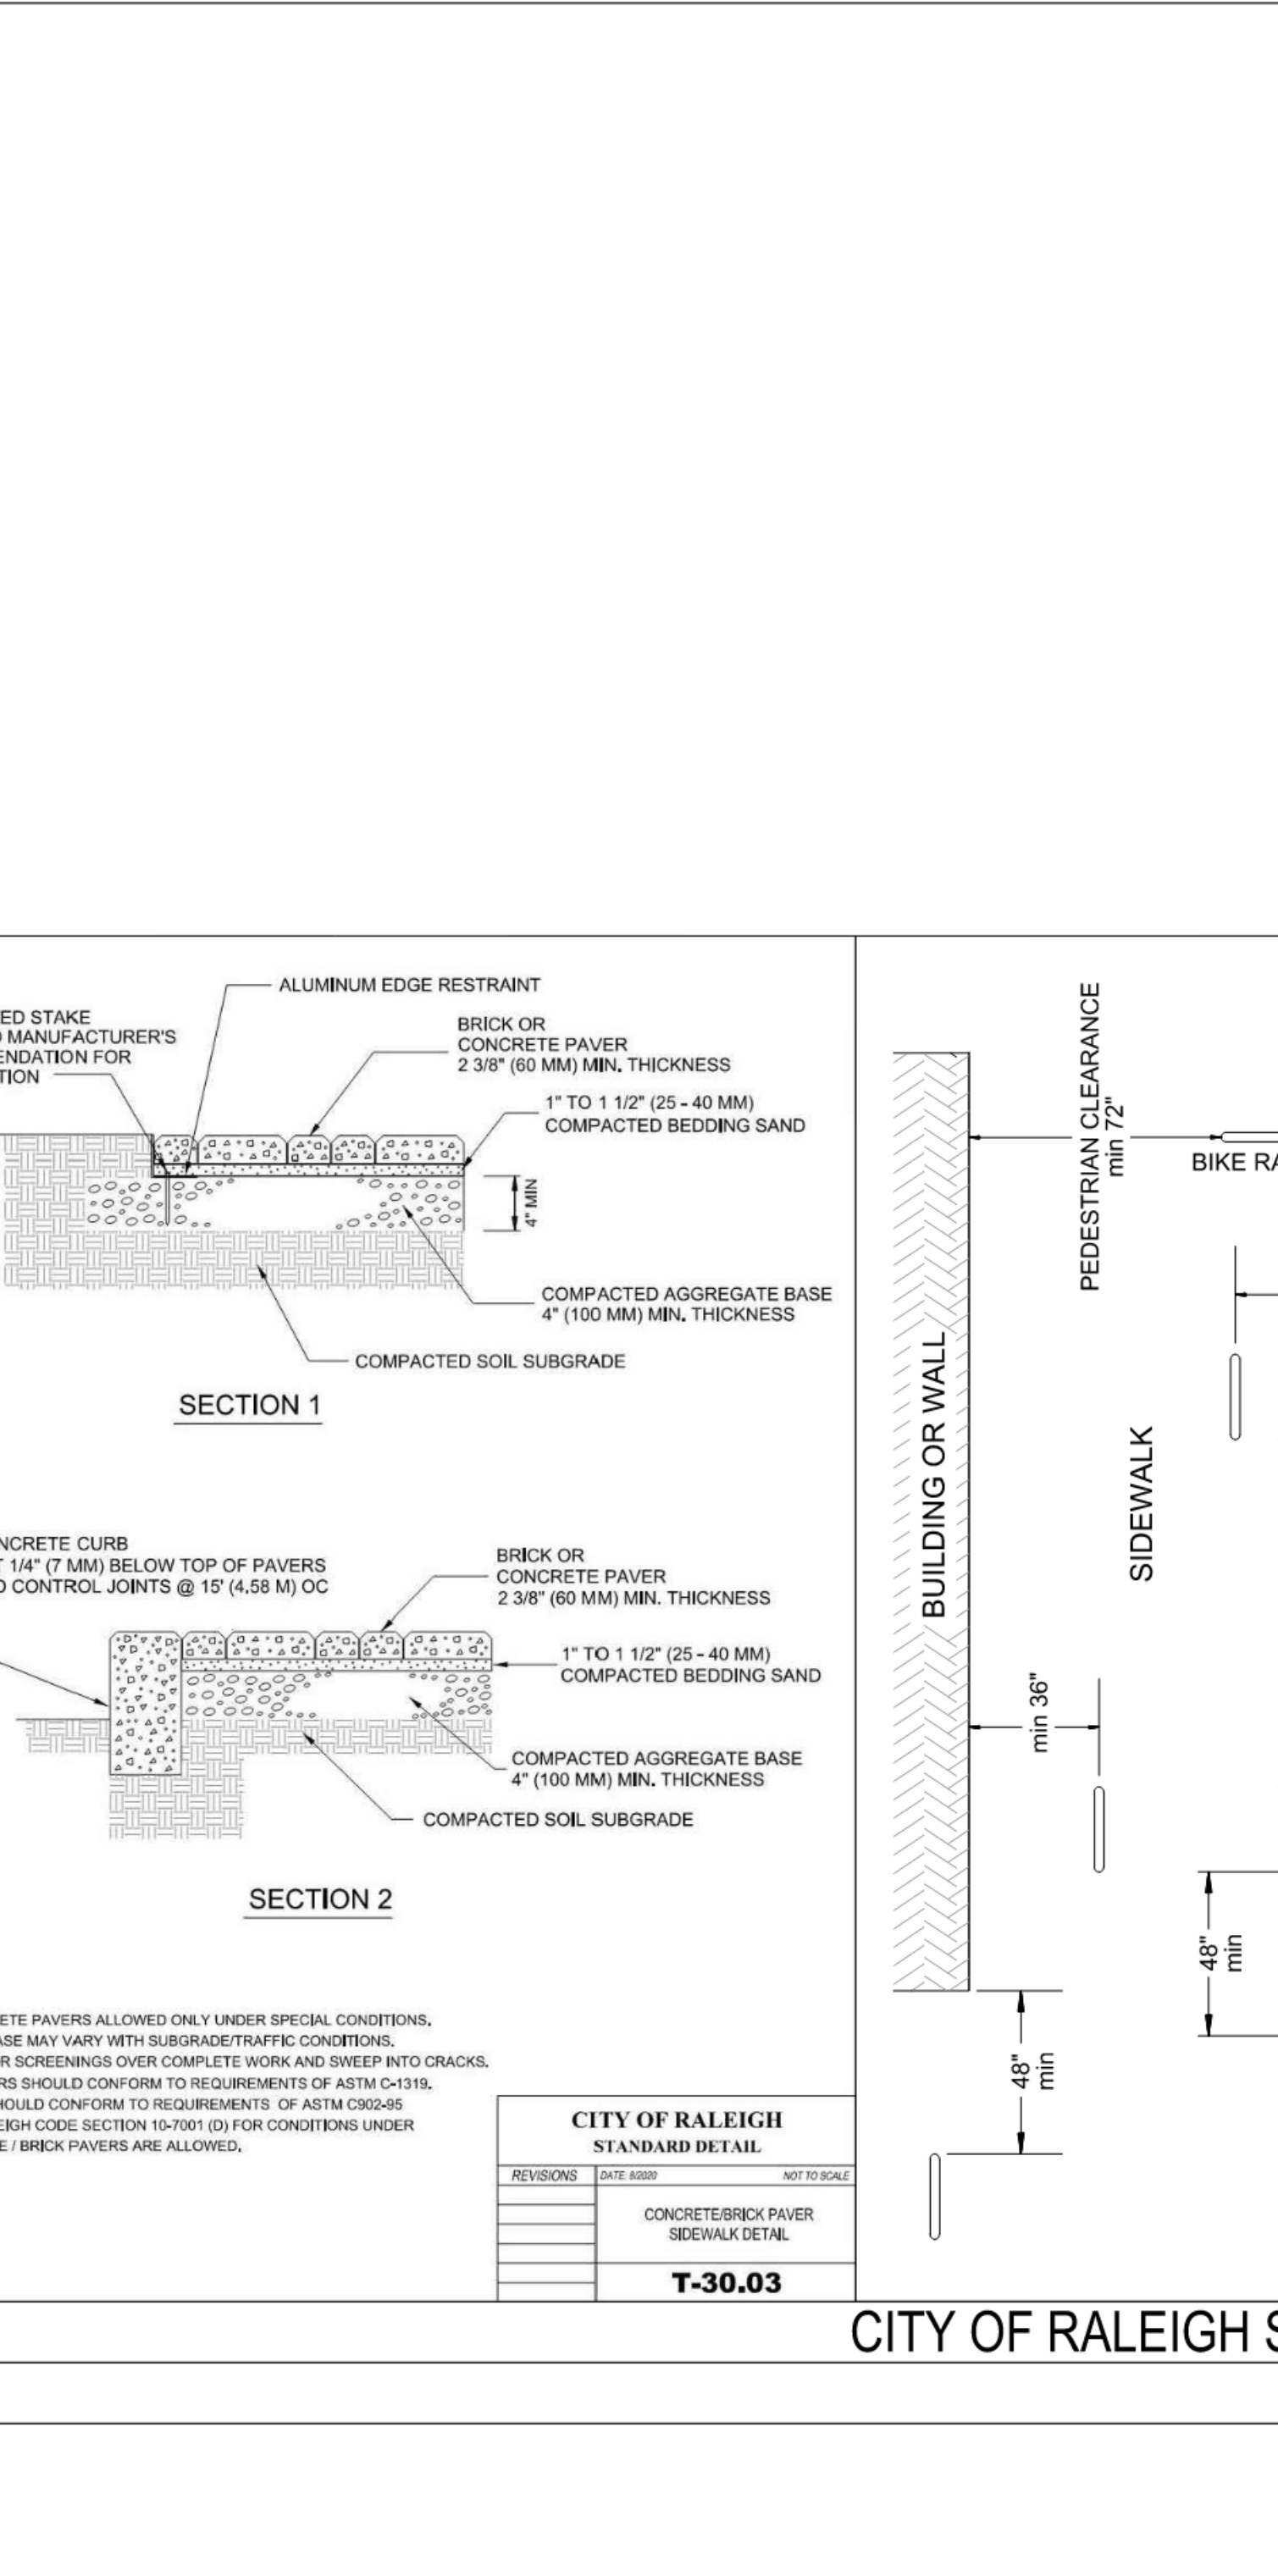 ALUMINUM EDGE RESTRAINT
ED STAKE
MANUFACTURER'S
ENDATION FOR
TION
BRICK OR
CONCRETE PAVER
2 3/8" (60 MM) MIN. THICKNESS
1" TO 1 1/2" (25 - 40 MM)
COMPACTED BEDDING SAND
4" MIN
COMPACTED AGGREGATE BASE
4" (100 MM) MIN. THICKNESS
COMPACTED SOIL SUBGRADE
SECTION 1
NCRETE CURB
1/4" (7 MM) BELOW TOP OF PAVERS
CONTROL JOINTS @ 15' (4.58 M) OC
BRICK OR
CONCRETE PAVER
2 3/8" (60 MM) MIN. THICKNESS
1" TO 1 1/2" (25 - 40 MM)
COMPACTED BEDDING SAND
COMPACTED AGGREGATE BASE
4" (100 MM) MIN. THICKNESS
COMPACTED SOIL SUBGRADE
SECTION 2
ETE PAVERS ALLOWED ONLY UNDER SPECIAL CONDITIONS.
ASE MAY VARY WITH SUBGRADE/TRAFFIC CONDITIONS.
R SCREENINGS OVER COMPLETE WORK AND SWEEP INTO CRACKS.
RS SHOULD CONFORM TO REQUIREMENTS OF ASTM C-1319.
HOULD CONFORM TO REQUIREMENTS OF ASTM C902-95
EIGH CODE SECTION 10-7001 (D) FOR CONDITIONS UNDER
E / BRICK PAVERS ARE ALLOWED.
CITY OF RALEIGH
STANDARD DETAIL
REVISIONS
DATE: 8/2020 NOT TO SCALE
CONCRETE/BRICK PAVER
SIDEWALK DETAIL
T-30.03
PEDESTRIAN CLEARANCE
min 72"
BIKE RA
BUILDING OR WALL
SIDEWALK
min 36"
48"
min
48"
min
CITY OF RALEIGH S